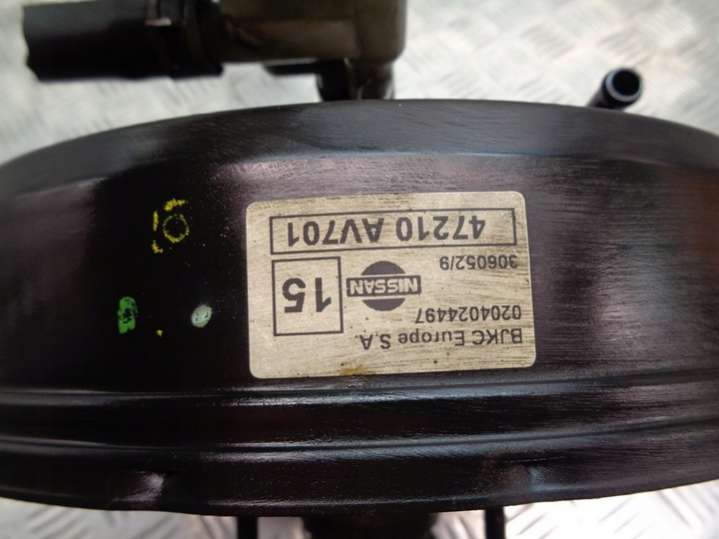 BJKC Europe S.A.
0204024497
NISSAN
15
306052/9
47210 AV701